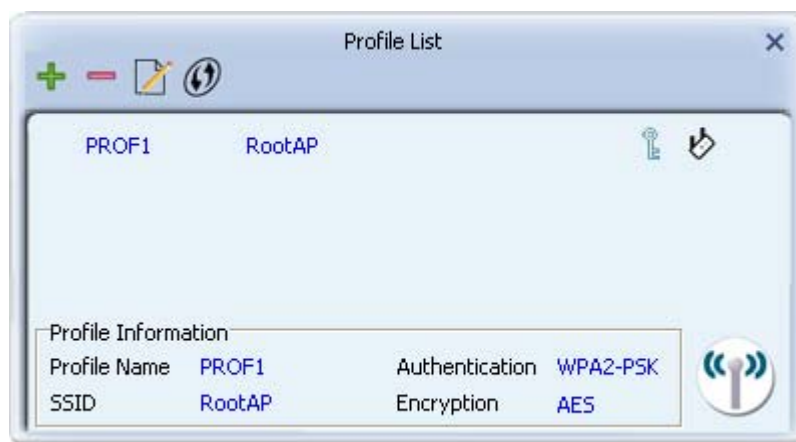 Profile List
PROF1 RootAP
Profile Information
Profile Name PROF1 Authentication WPA2-PSK
SSID RootAP Encryption AES